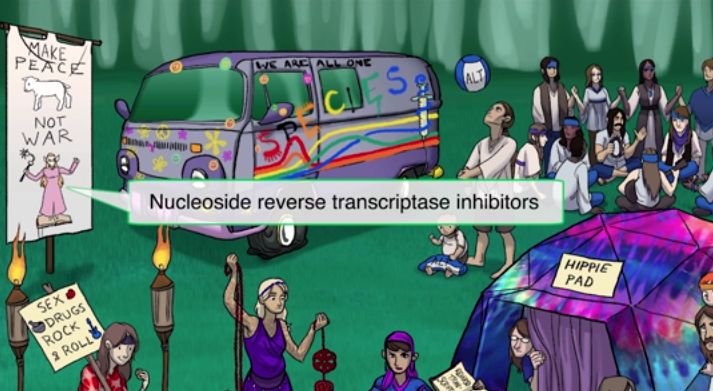 MAKE
PEACE
NOT
WAR
WE ARE ALL ONE
SPECIES
ALT
Nucleoside reverse transcriptase inhibitors
HIPPIE
PAD
SEX
DRUGS
ROCK
& ROLL